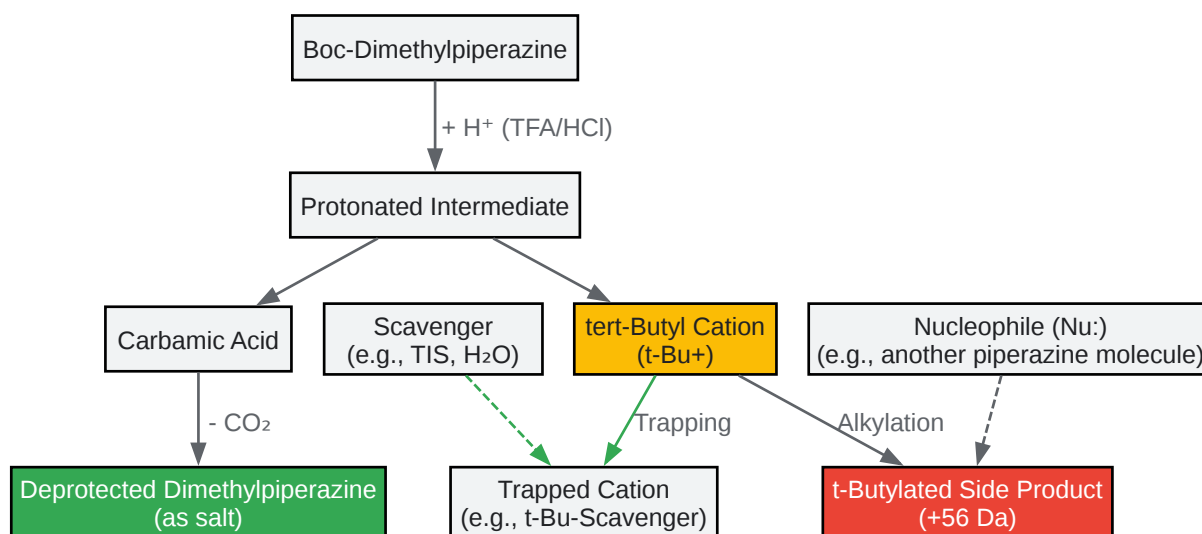 Boc-Dimethylpiperazine
+ H⁺ (TFA/HCl)
Protonated Intermediate
Carbamic Acid
Scavenger
(e.g., TIS, H₂O)
tert-Butyl Cation
(t-Bu+)
Nucleophile (Nu:)
(e.g., another piperazine molecule)
- CO₂
Trapping
Alkylation
Deprotected Dimethylpiperazine
(as salt)
Trapped Cation
(e.g., t-Bu-Scavenger)
t-Butylated Side Product
(+56 Da)